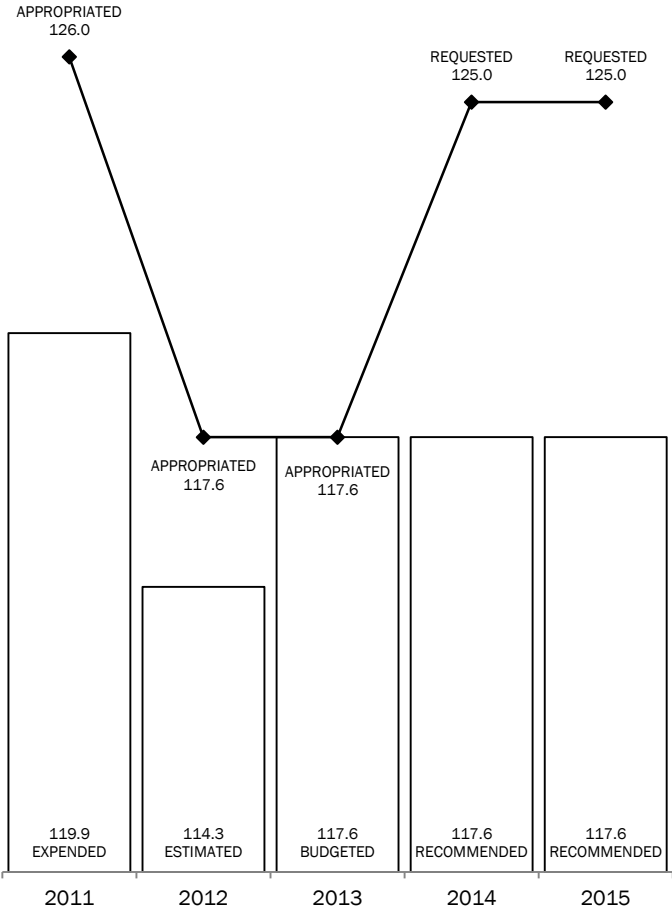 APPROPRIATED
126.0
REQUESTED
125.0
REQUESTED
125.0
APPROPRIATED
117.6
APPROPRIATED
117.6
119.9
EXPENDED
114.3
ESTIMATED
117.6
BUDGETED
117.6
RECOMMENDED
117.6
RECOMMENDED
2011
2012
2013
2014
2015